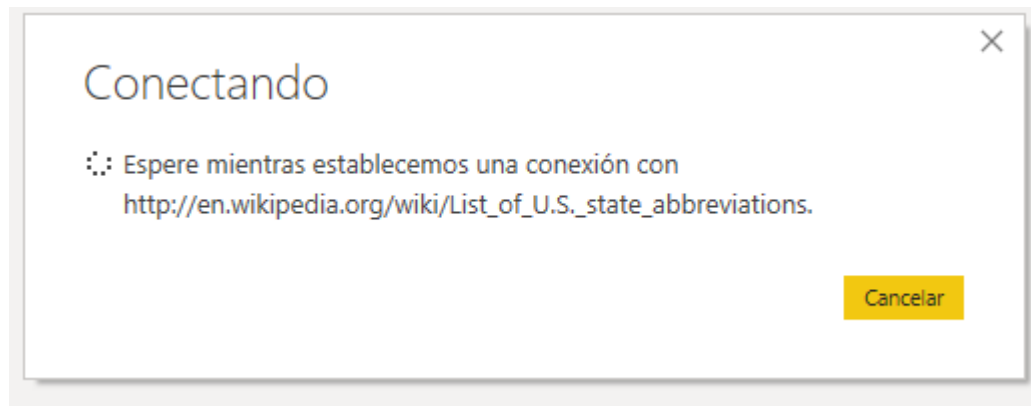 Conectando
Espere mientras establecemos una conexión con
http://en.wikipedia.org/wiki/List_of_U.S._state_abbreviations.
Cancelar